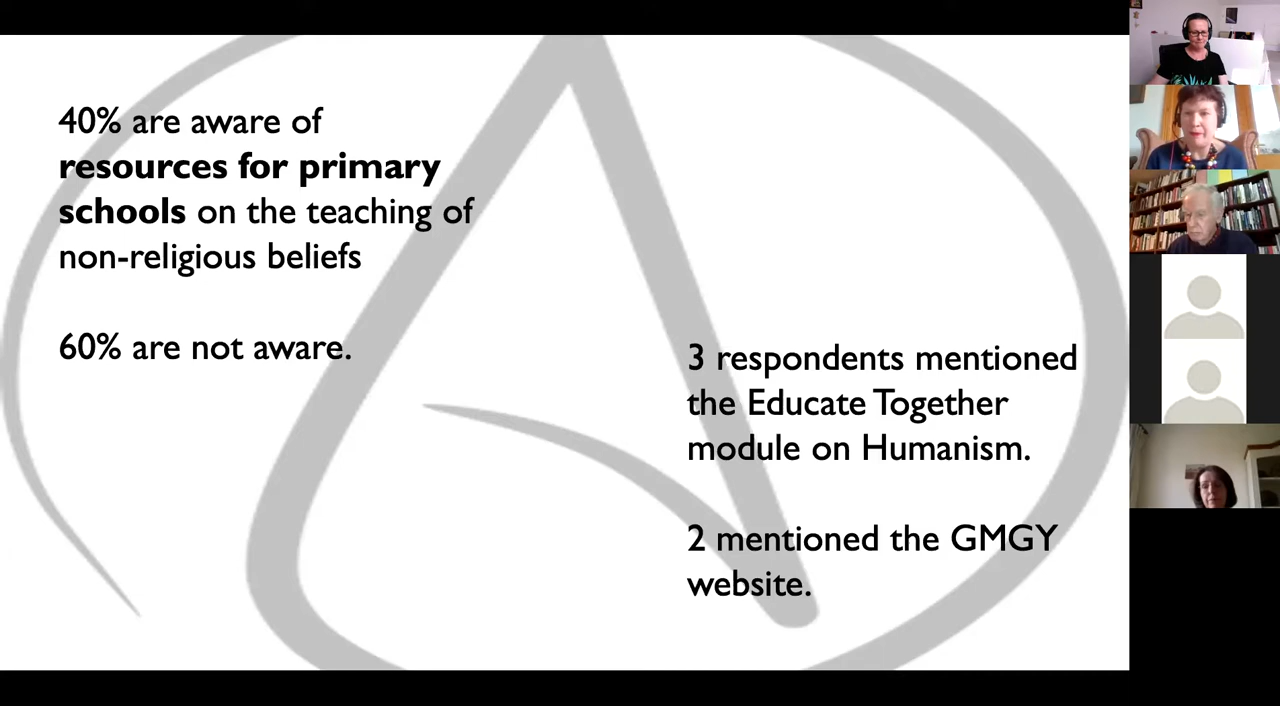 40% are aware of
resources for primary
schools on the teaching of
non-religious beliefs
60% are not aware.
3 respondents mentioned
the Educate Together
module on Humanism.
2 mentioned the GMGY
website.